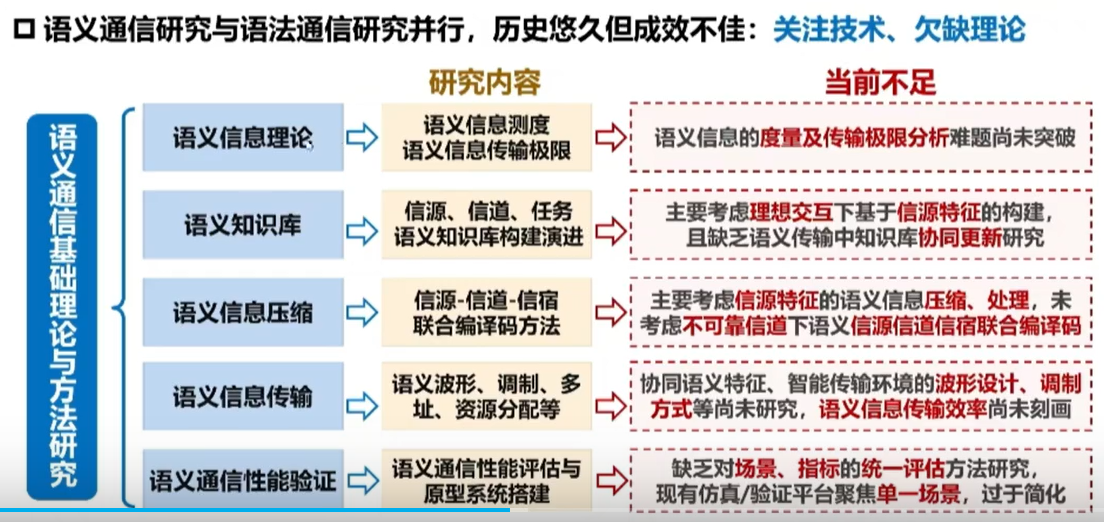 语义通信研究与语法通信研究并行，历史悠久但成效不佳：关注技术、欠缺理论
研究内容
当前不足
语义通信基础理论与方法研究
语义信息理论
语义信息测度
语义信息传输极限
语义信息的度量及传输极限分析难题尚未突破
语义知识库
信源、信道、任务
语义知识库构建演进
主要考虑理想交互下基于信源特征的构建，
且缺乏语义传输中知识库协同更新研究
语义信息压缩
信源-信道-信宿
联合编译码方法
主要考虑信源特征的语义信息压缩、处理，未
考虑不可靠信道下语义信源信道信宿联合编译码
语义信息传输
语义波形、调制、多
址、资源分配等
协同语义特征、智能传输环境的波形设计、调制
方式等尚未研究，语义信息传输效率尚未刻画
语义通信性能验证
语义通信性能评估与
原型系统搭建
缺乏对场景、指标的统一评估方法研究，
现有仿真/验证平台聚焦单一场景，过于简化